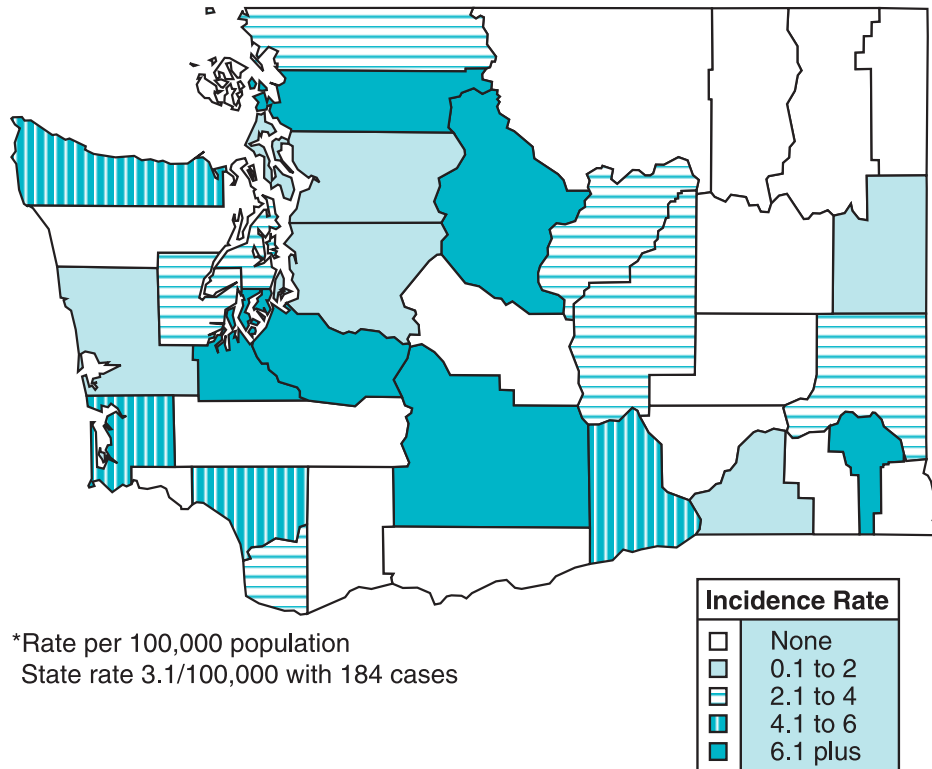 *Rate per 100,000 population
State rate 3.1/100,000 with 184 cases
Incidence Rate
None
0.1 to 2
2.1 to 4
4.1 to 6
6.1 plus